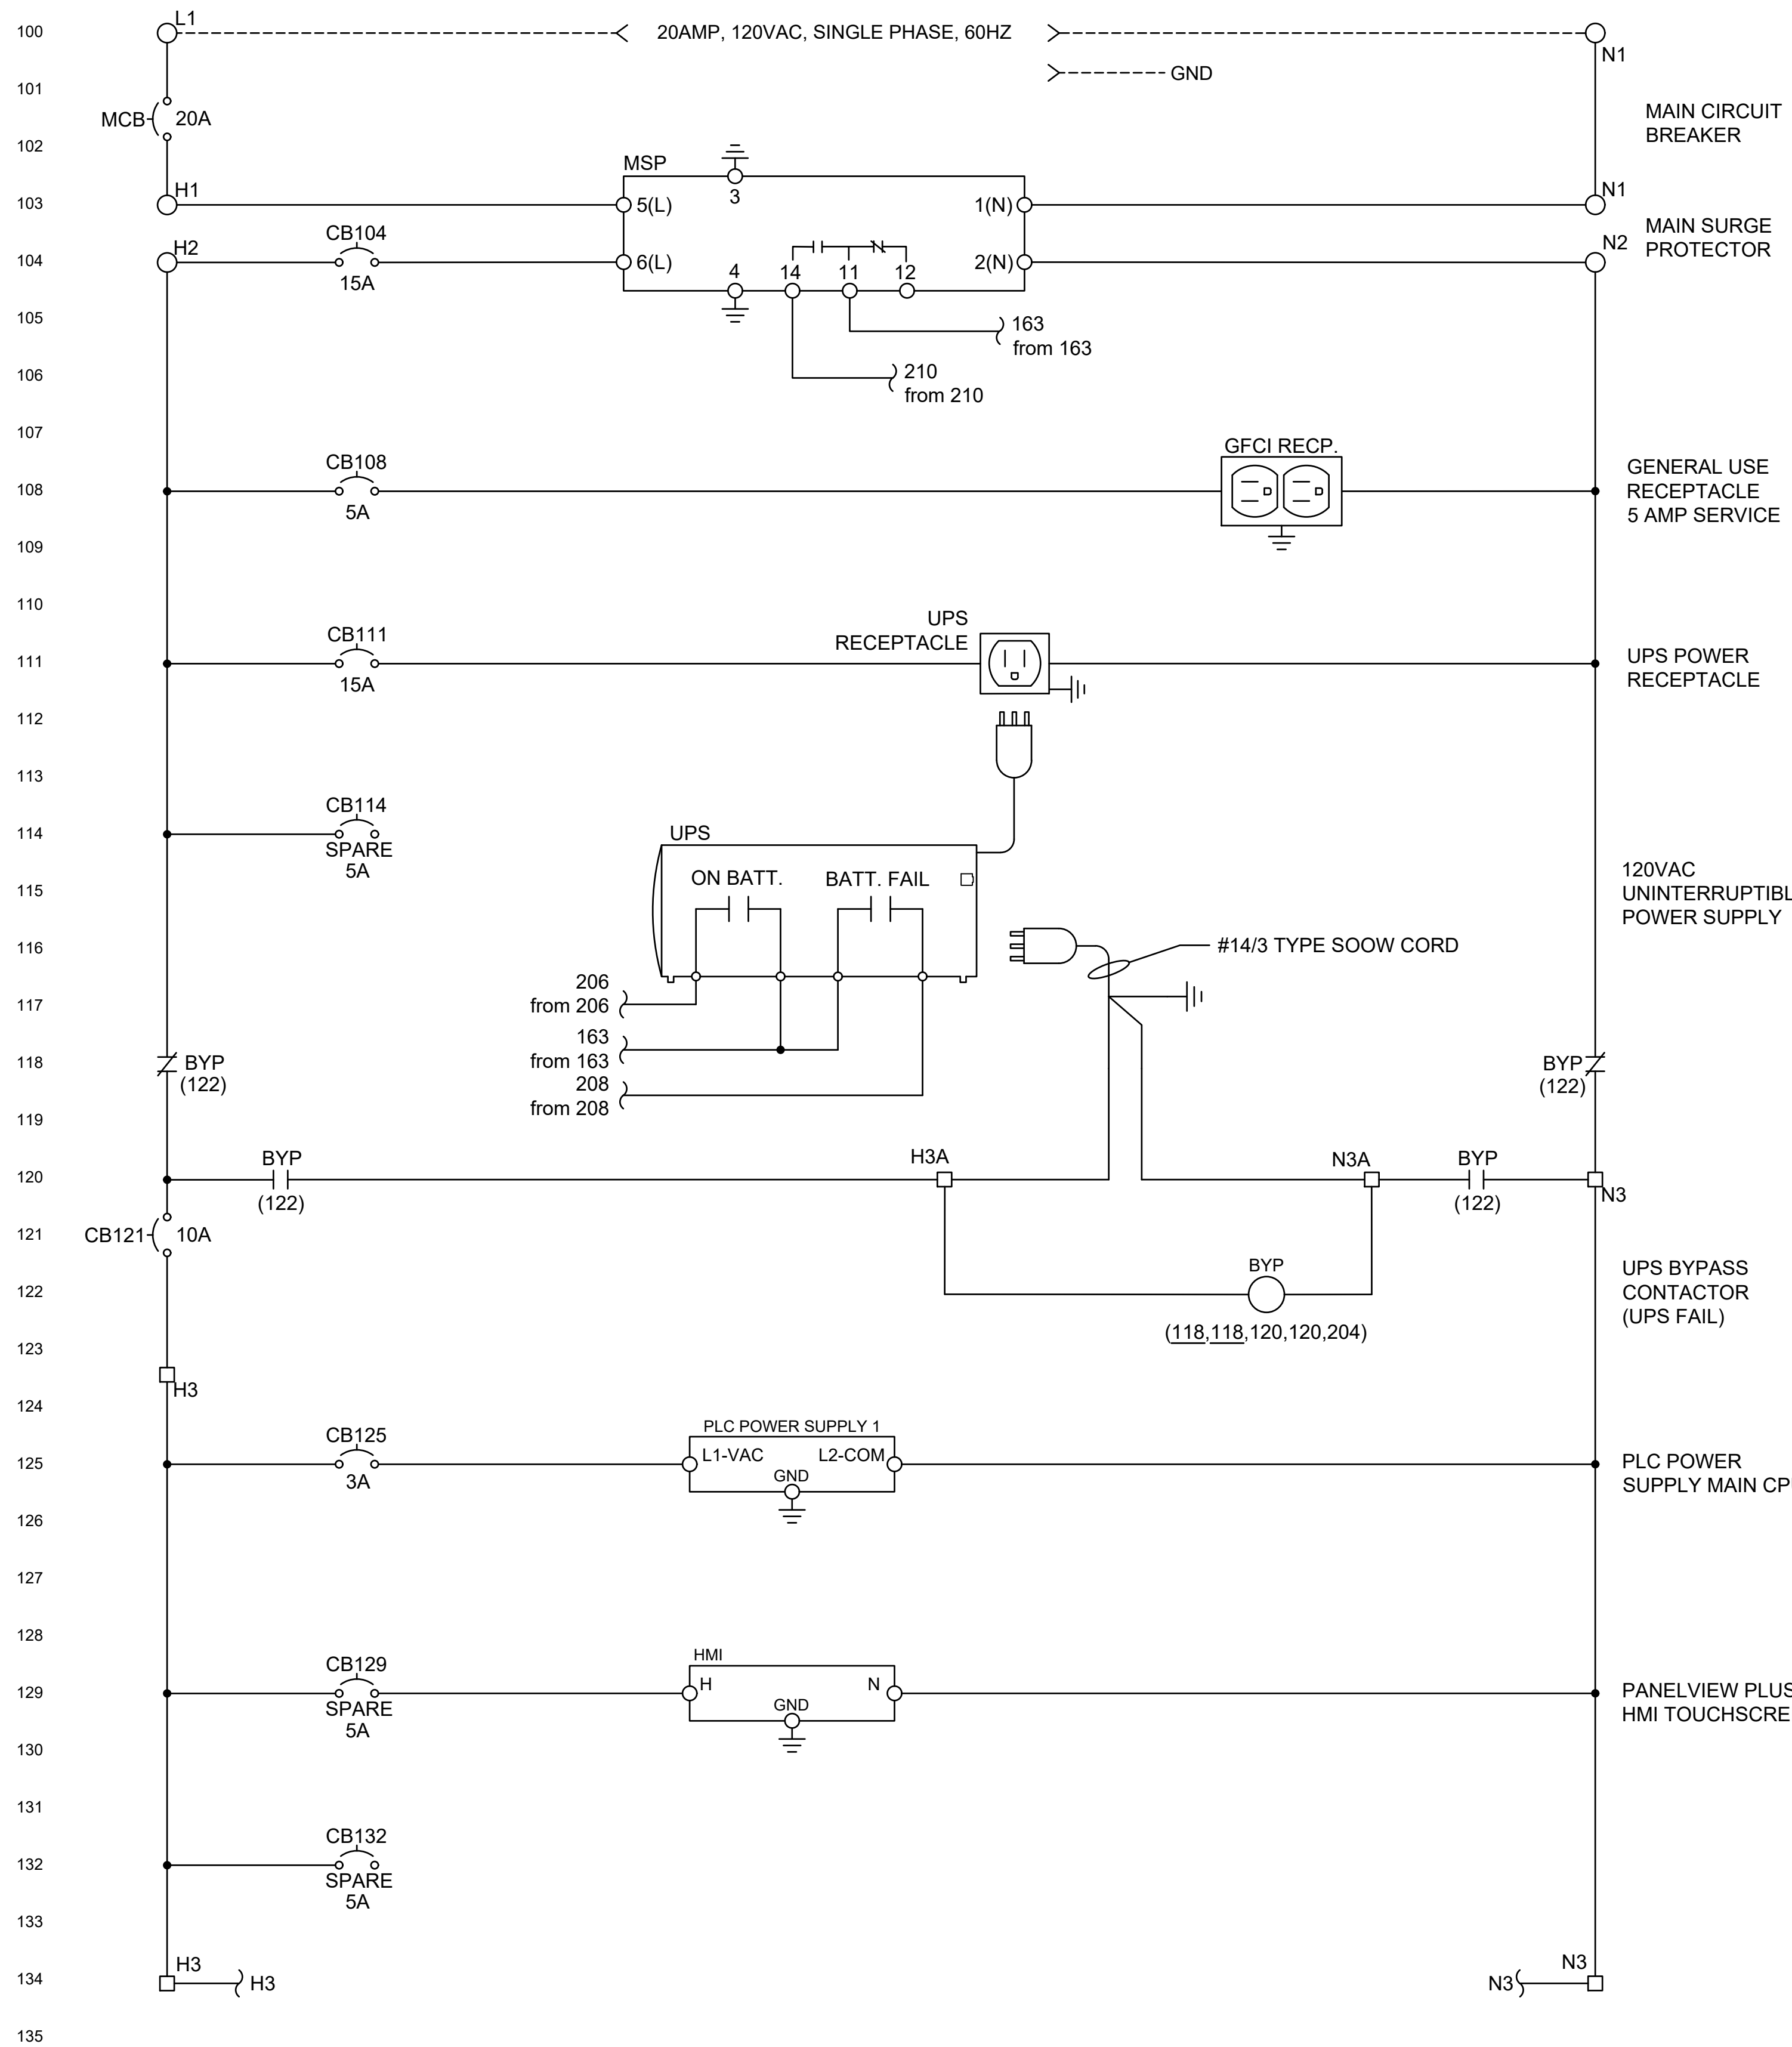 100
L1
20AMP, 120VAC, SINGLE PHASE, 60HZ
N1
GND
101
MCB
20A
MAIN CIRCUIT
BREAKER
102
MSP
3
103
H1
5(L)
1(N)
N1
MAIN SURGE
PROTECTOR
104
H2
CB104
15A
6(L)
4
14
11
12
2(N)
N2
105
163
from 163
106
210
from 210
107
GFCI RECP.
108
CB108
5A
GENERAL USE
RECEPTACLE
5 AMP SERVICE
109
110
UPS
RECEPTACLE
111
CB111
15A
UPS POWER
RECEPTACLE
112
113
114
CB114
SPARE
5A
UPS
115
ON BATT.
BATT. FAIL
120VAC
UNINTERRUPTIBL
POWER SUPPLY
116
#14/3 TYPE SOOW CORD
117
206
from 206
163
from 163
118
BYP
(122)
208
from 208
BYP
(122)
119
120
BYP
(122)
H3A
N3A
BYP
(122)
N3
121
CB121
10A
122
BYP
(118,118,120,120,204)
UPS BYPASS
CONTACTOR
(UPS FAIL)
123
H3
124
PLC POWER SUPPLY 1
125
CB125
3A
L1-VAC
L2-COM
GND
PLC POWER
SUPPLY MAIN CP
126
127
128
HMI
129
CB129
SPARE
5A
H
N
GND
PANELVIEW PLUS
HMI TOUCHSCRE
130
131
132
CB132
SPARE
5A
133
134
H3
H3
N3
N3
135